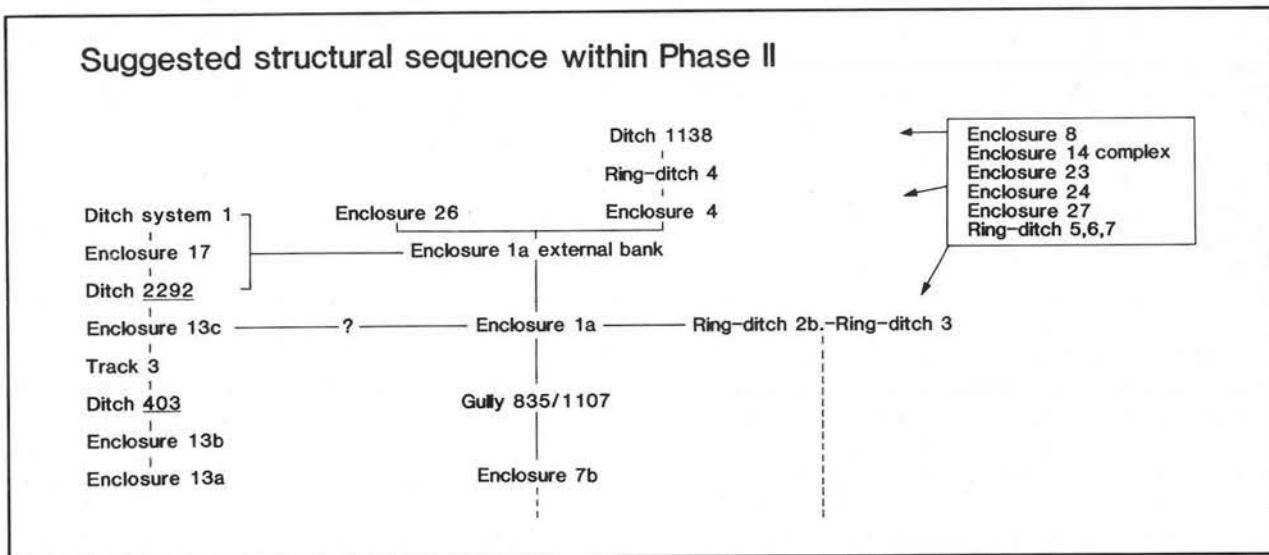 Suggested structural sequence within Phase II
Ditch 1138
Ring-ditch 4
Enclosure 4
Enclosure 26
Enclosure 1a external bank
Ditch system 1
Enclosure 17
Ditch 2292
Enclosure 13c
?
Enclosure 1a
Ring-ditch 2b.-Ring-ditch 3
Track 3
Ditch 403
Gully 835/1107
Enclosure 13b
Enclosure 13a
Enclosure 7b
Enclosure 8
Enclosure 14 complex
Enclosure 23
Enclosure 24
Enclosure 27
Ring-ditch 5,6,7